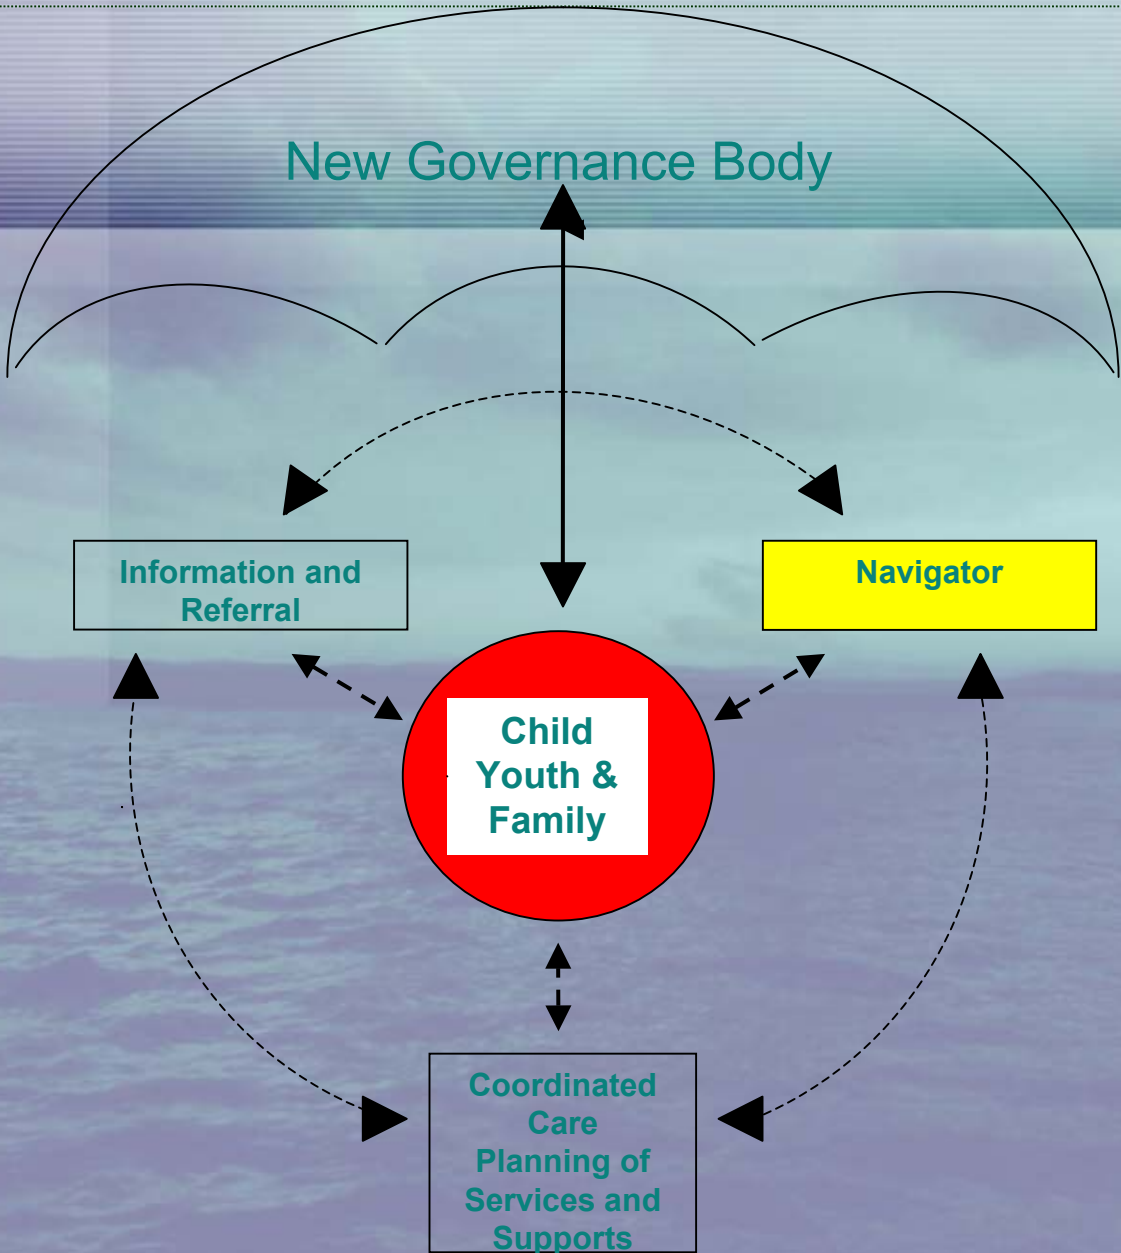 New Governance Body
Information and
Referral
Navigator
Child
Youth &
Family
Coordinated
Care
Planning of
Services and
Supports